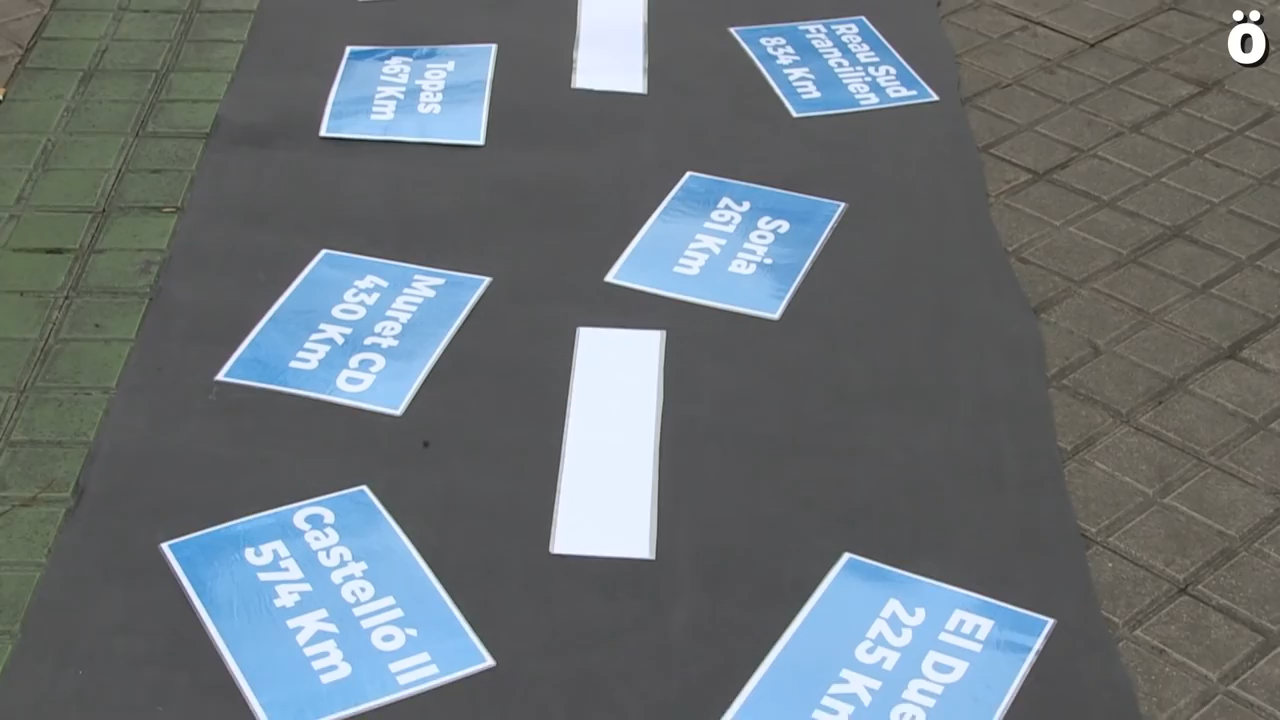 Topas
467 Km
Reau Sud
Francilien
834 Km
Soria
261 Km
Muret CD
430 Km
Castelló II
574 Km
El Due
225 Km
ö